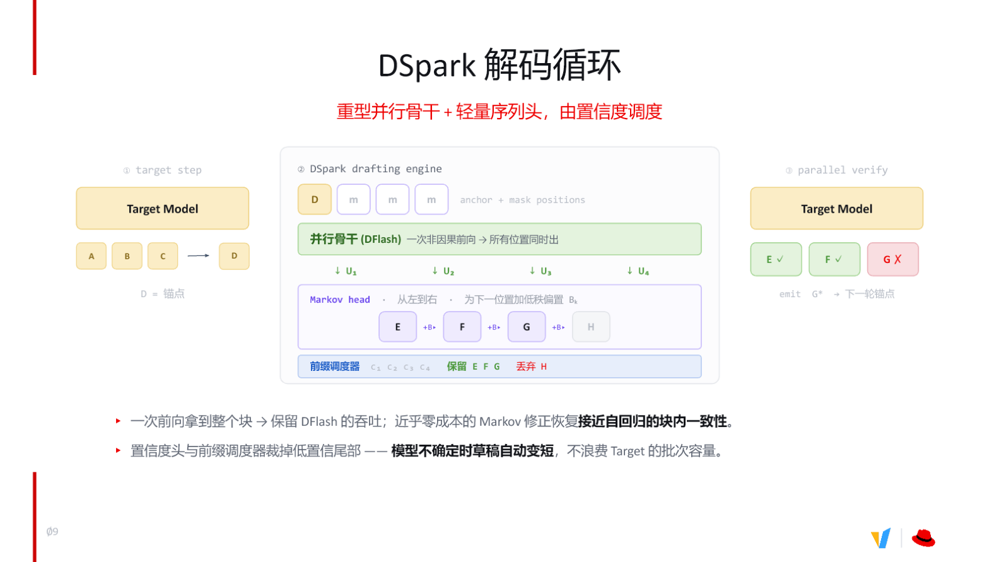 DSpark 解码循环
重型并行骨干 + 轻量序列头，由置信度调度
① target step
Target Model
A B C D
D = 锚点
② DSpark drafting engine
D m m m anchor + mask positions
并行骨干 (DFlash) 一次非因果前向 → 所有位置同时出
↓ U₁ ↓ U₂ ↓ U₃ ↓ U₄
Markov head · 从左到右 · 为下一位置加低秩偏置 Bₖ
E +B▸ F +B▸ G +B▸ H
前缀调度器 c₁ c₂ c₃ c₄ 保留 E F G 丢弃 H
③ parallel verify
Target Model
E ✓ F ✓ G ✗
emit G* → 下一轮锚点
▸ 一次前向拿到整个块 → 保留 DFlash 的吞吐；近乎零成本的 Markov 修正恢复接近自回归的块内一致性。
▸ 置信度头与前缀调度器裁掉低置信尾部 —— 模型不确定时草稿自动变短，不浪费 Target 的批次容量。
09